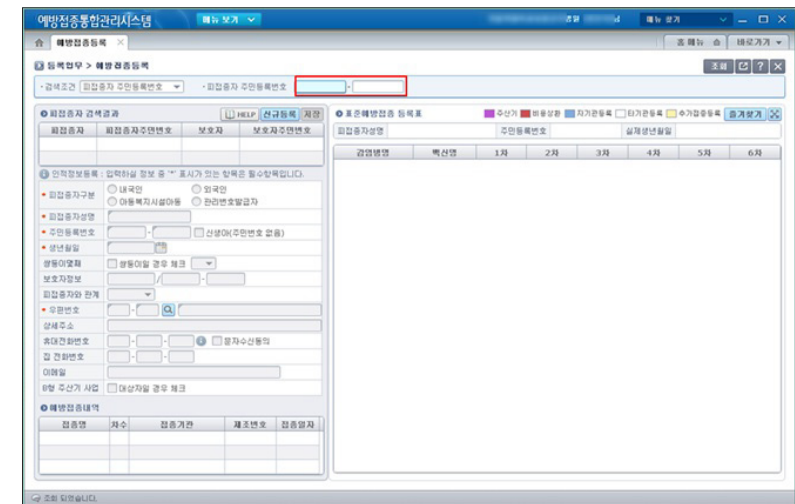 예방접종통합관리시스템 메뉴 보기 메뉴 찾기
예방접종등록 홈 메뉴 바로가기
등록업무 > 예방접종등록 조회
검색조건 피접종자 주민등록번호 피접종자 주민등록번호 -
피접종자 검색결과 HELP 신규등록 저장
피접종자 피접종자주민번호 보호자 보호자주민번호
인적정보등록 : 입력하실 정보 중 '*' 표시가 있는 항목은 필수항목입니다.
피접종자구분 내국인 외국인
아동복지시설아동 관리번호발급자
피접종자성명
주민등록번호 - 신생아(주민번호 없음)
생년월일
쌍둥이몇째 쌍둥이일 경우 체크
보호자정보 / -
피접종자와 관계
우편번호 -
상세주소
휴대전화번호 - - 문자수신동의
집 전화번호 - -
이메일
B형 주산기 사업 대상자일 경우 체크
예방접종내역
접종명 차수 접종기관 제조번호 접종일자
표준예방접종 등록표 주산기 비용상환 자기관등록 타기관등록 추가접종등록 즐겨찾기
피접종자성명 주민등록번호 실제생년월일
감염병명 백신명 1차 2차 3차 4차 5차 6차
조회 되었습니다.